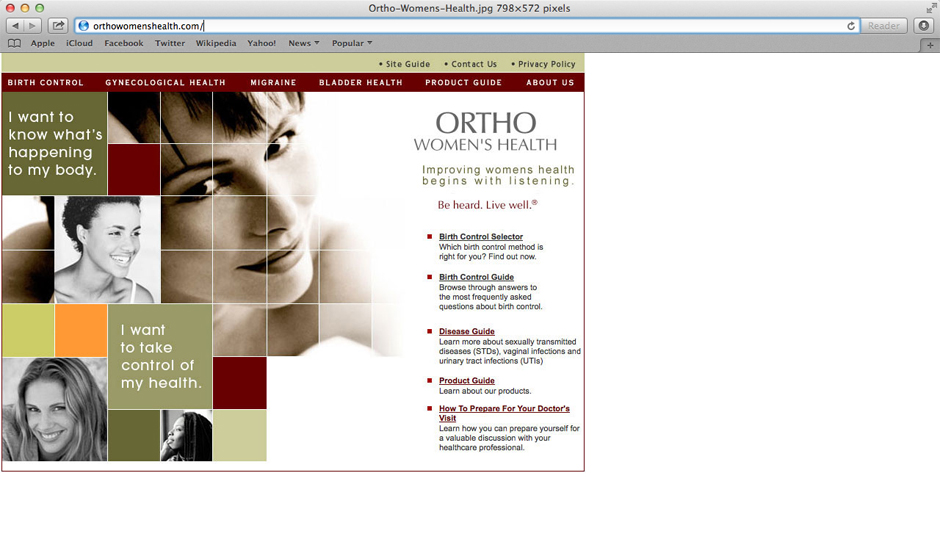 Ortho-Womens-Health.jpg 798×572 pixels
orthowomenshealth.com/
Reader
Apple iCloud Facebook Twitter Wikipedia Yahoo! News Popular
• Site Guide • Contact Us • Privacy Policy
BIRTH CONTROL GYNECOLOGICAL HEALTH MIGRAINE BLADDER HEALTH PRODUCT GUIDE ABOUT US
I want to
know what's
happening
to my body.
I want
to take
control of
my health.
ORTHO
WOMEN'S HEALTH
Improving womens health
begins with listening.
Be heard. Live well.®
Birth Control Selector
Which birth control method is
right for you? Find out now.
Birth Control Guide
Browse through answers to
the most frequently asked
questions about birth control.
Disease Guide
Learn more about sexually transmitted
diseases (STDs), vaginal infections and
urinary tract infections (UTIs)
Product Guide
Learn about our products.
How To Prepare For Your Doctor's
Visit
Learn how you can prepare yourself for
a valuable discussion with your
healthcare professional.